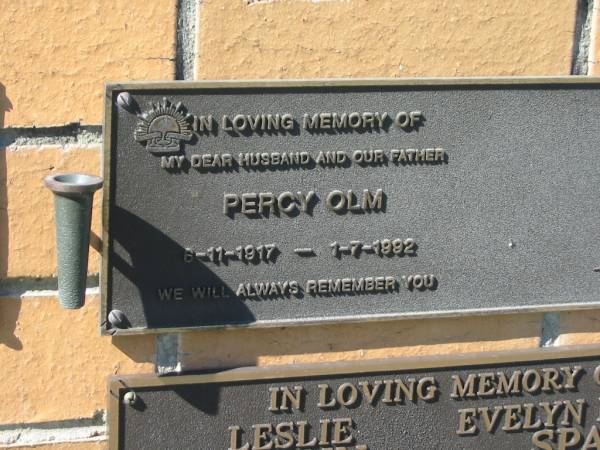 IN LOVING MEMORY OF
MY DEAR HUSBAND AND OUR FATHER
PERCY OLM
6-11-1917 — 1-7-1992
WE WILL ALWAYS REMEMBER YOU
IN LOVING MEMORY
LESLIE EVELYN